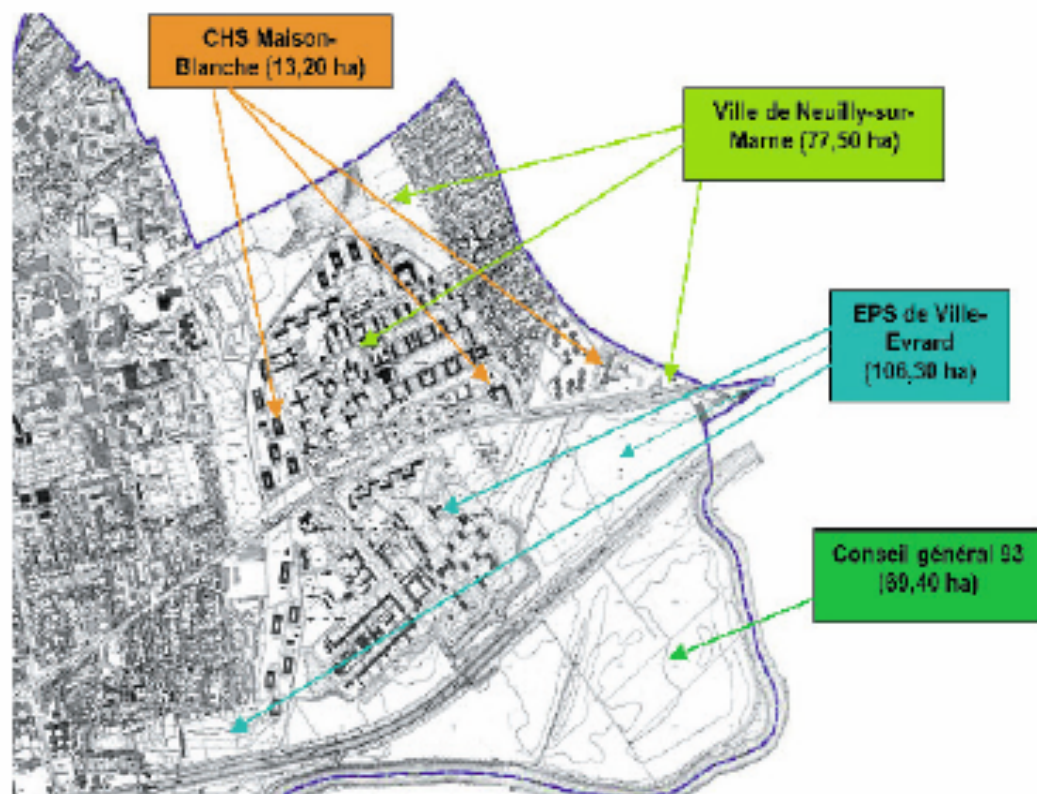 CHS Maison-
Blanche (13,20 ha)
Ville de Neuilly-sur-
Marne (77,50 ha)
EPS de Ville-
Evrard
(106,30 ha)
Conseil général 93
(69,40 ha)